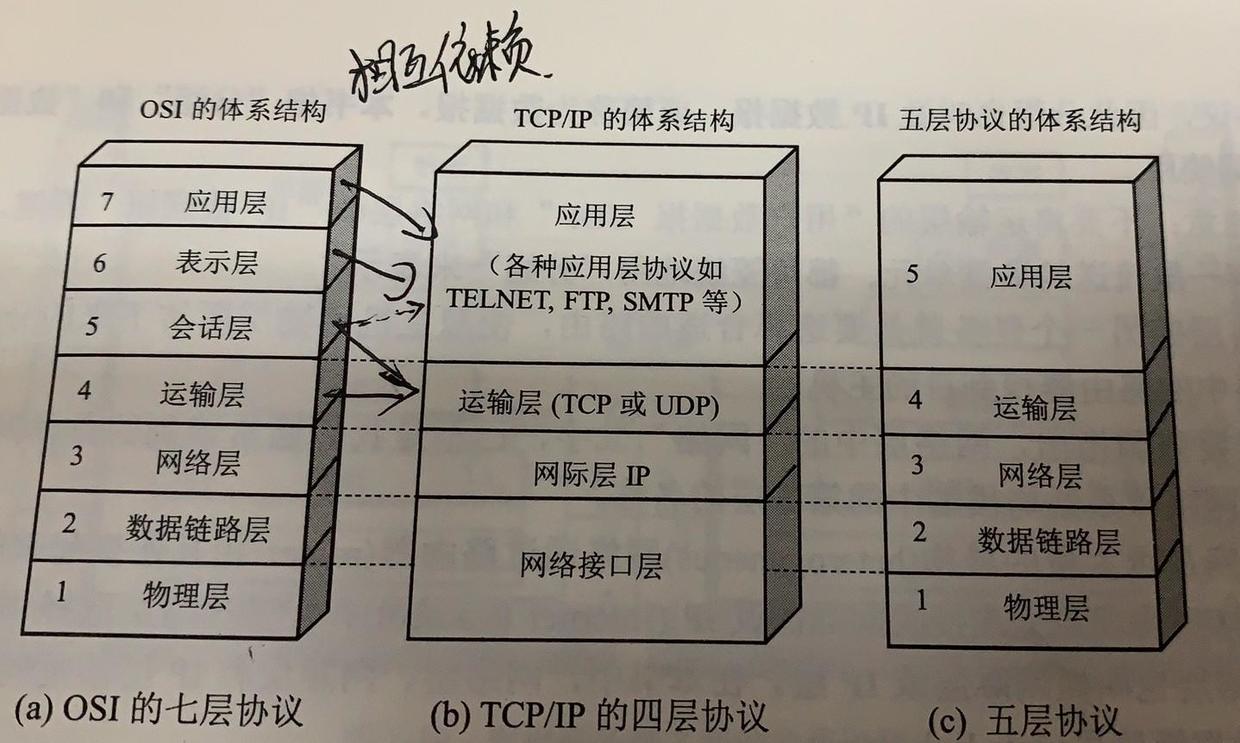 相互依赖.
OSI 的体系结构
7 应用层
6 表示层
5 会话层
4 运输层
3 网络层
2 数据链路层
1 物理层
(a) OSI 的七层协议
TCP/IP 的体系结构
应用层
（各种应用层协议如
TELNET, FTP, SMTP 等）
运输层 (TCP 或 UDP)
网际层 IP
网络接口层
(b) TCP/IP 的四层协议
五层协议的体系结构
5 应用层
4 运输层
3 网络层
2 数据链路层
1 物理层
(c) 五层协议